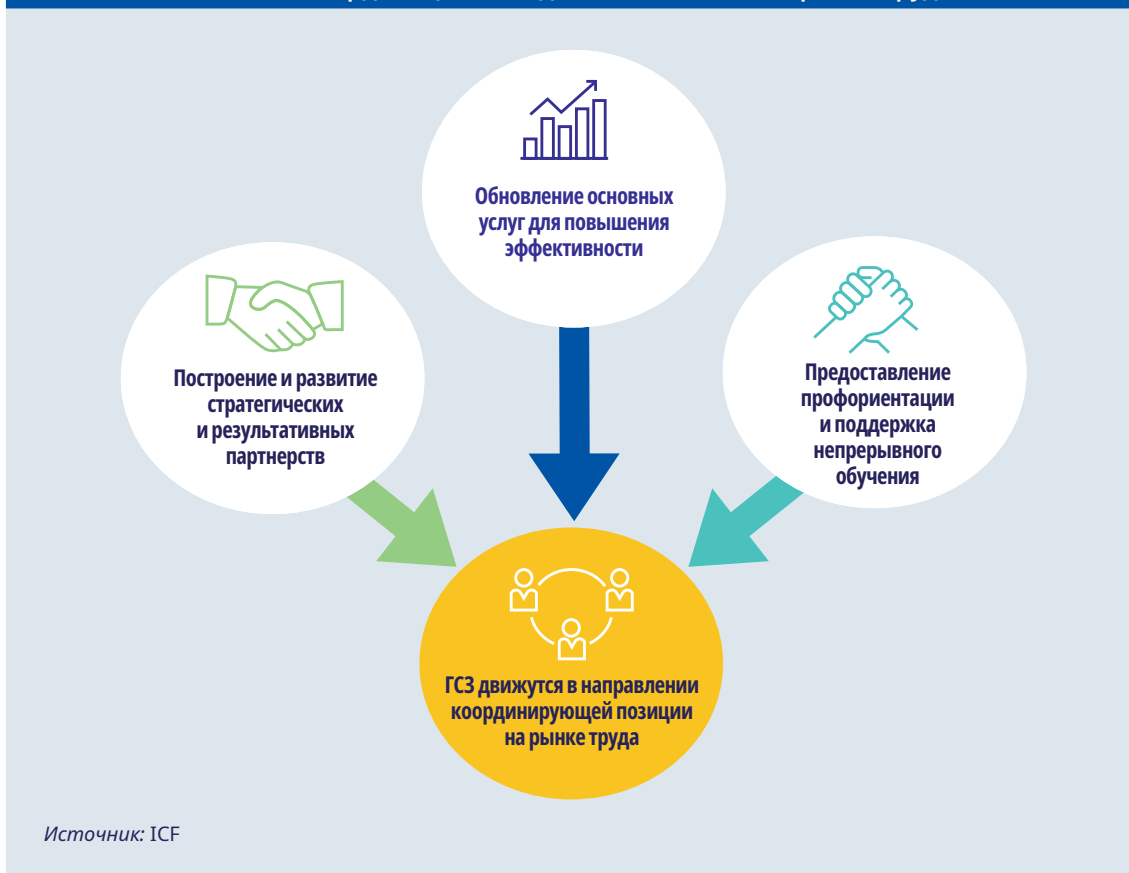 Обновление основных
услуг для повышения
эффективности
Построение и развитие
стратегических
и результативных
партнерств
Предоставление
профориентации
и поддержка
непрерывного
обучения
ГСЗ движутся в направлении
координирующей позиции
на рынке труда
Источник: ICF